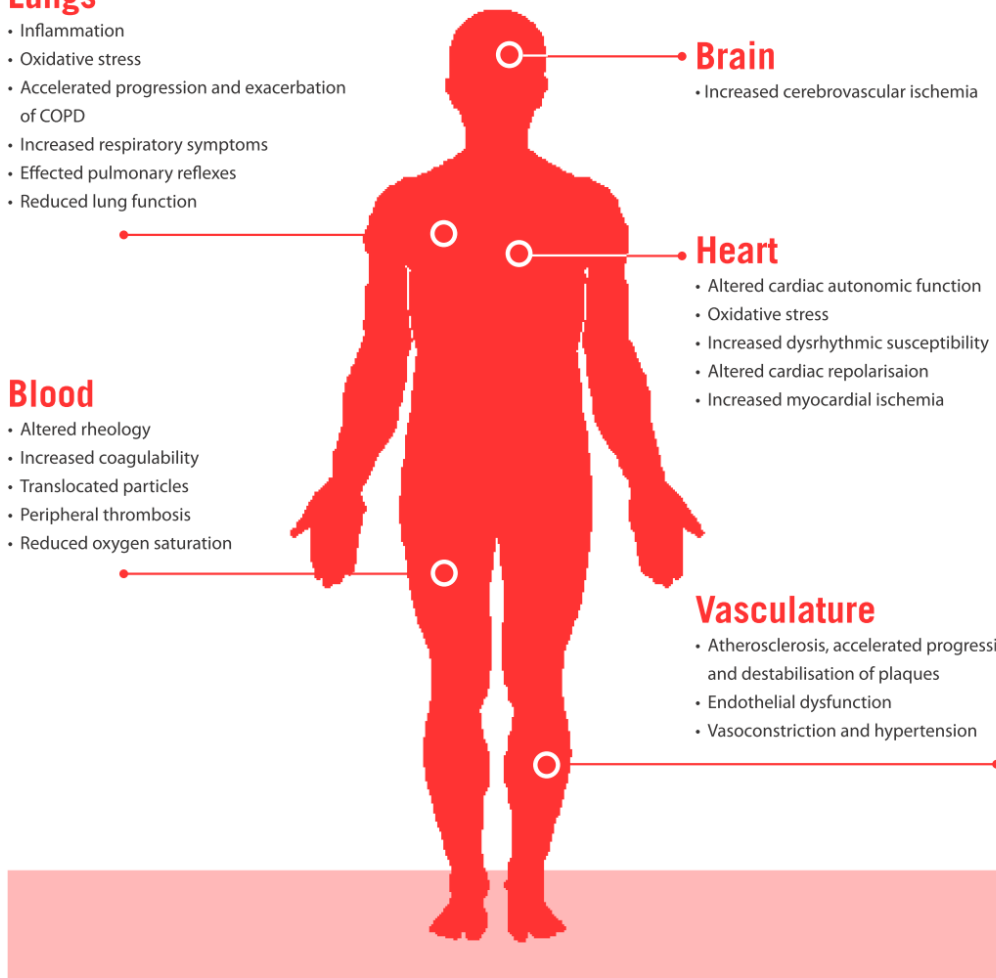 Lungs
• Inflammation
• Oxidative stress
• Accelerated progression and exacerbation
of COPD
• Increased respiratory symptoms
• Effected pulmonary reflexes
• Reduced lung function
Brain
• Increased cerebrovascular ischemia
Heart
• Altered cardiac autonomic function
• Oxidative stress
• Increased dysrhythmic susceptibility
• Altered cardiac repolarisaion
• Increased myocardial ischemia
Blood
• Altered rheology
• Increased coagulability
• Translocated particles
• Peripheral thrombosis
• Reduced oxygen saturation
Vasculature
• Atherosclerosis, accelerated progressi
and destabilisation of plaques
• Endothelial dysfunction
• Vasoconstriction and hypertension